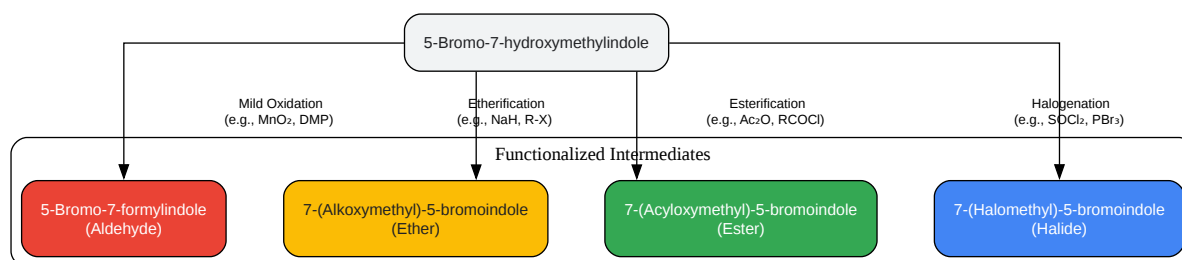 5-Bromo-7-hydroxymethylindole
Mild Oxidation
(e.g., MnO₂, DMP)
Etherification
(e.g., NaH, R-X)
Esterification
(e.g., Ac₂O, RCOCl)
Halogenation
(e.g., SOCl₂, PBr₃)
Functionalized Intermediates
5-Bromo-7-formylindole
(Aldehyde)
7-(Alkoxymethyl)-5-bromoindole
(Ether)
7-(Acyloxymethyl)-5-bromoindole
(Ester)
7-(Halomethyl)-5-bromoindole
(Halide)